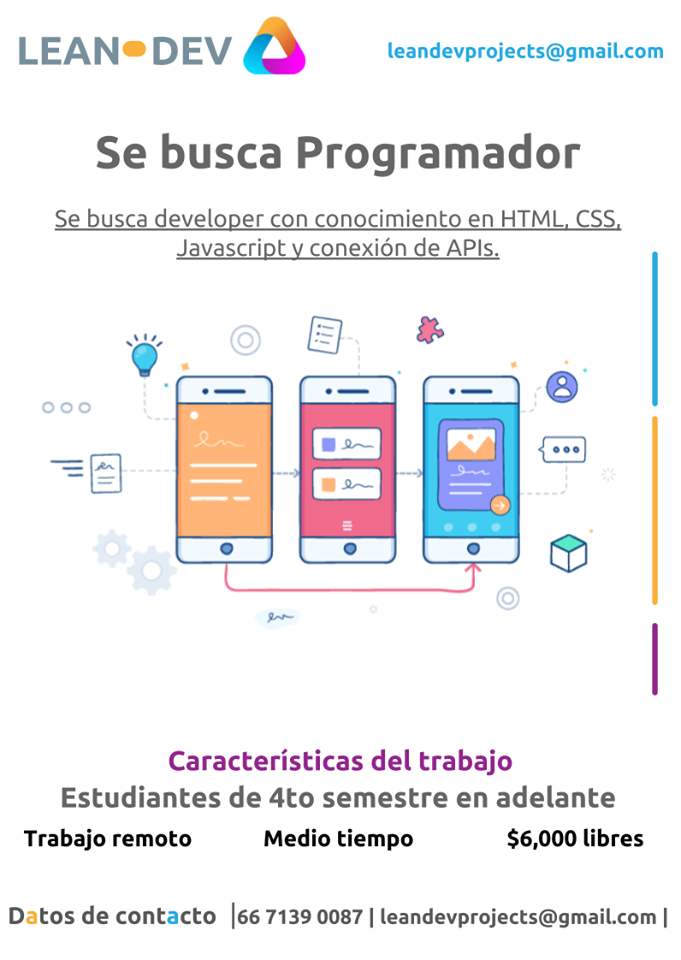 LEAN DEV
leandevprojects@gmail.com
Se busca Programador
Se busca developer con conocimiento en HTML, CSS,
Javascript y conexión de APIs.
Características del trabajo
Estudiantes de 4to semestre en adelante
Trabajo remoto Medio tiempo $6,000 libres
Datos de contacto |66 7139 0087 | leandevprojects@gmail.com |